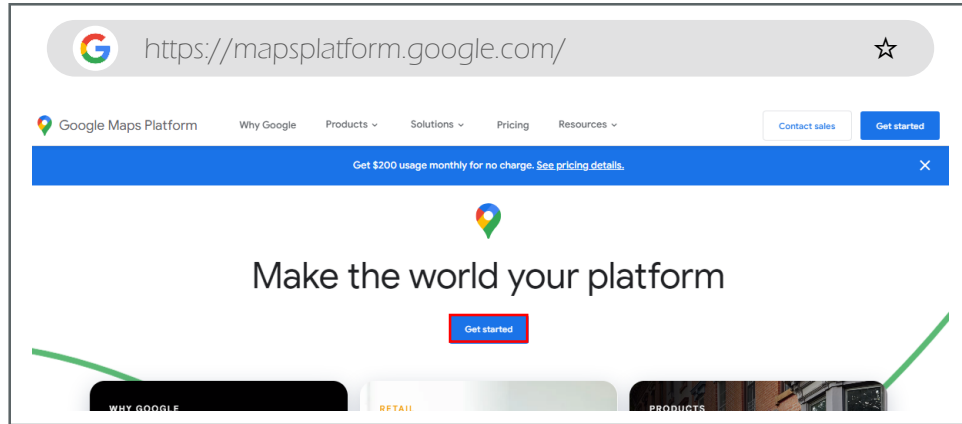 https://mapsplatform.google.com/
Google Maps Platform Why Google Products Solutions Pricing Resources Contact sales Get started
Get $200 usage monthly for no charge. See pricing details.
Make the world your platform
Get started
WHY GOOGLE RETAIL PRODUCTS